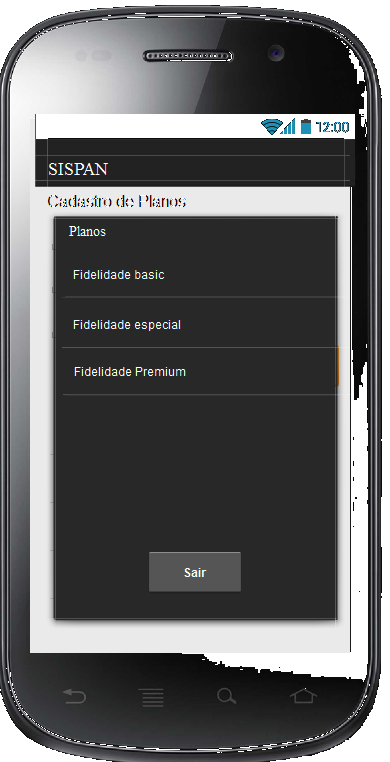 12:00
SISPAN
Cadastro de Planos
Planos
Fidelidade basic
Fidelidade especial
Fidelidade Premium
Sair